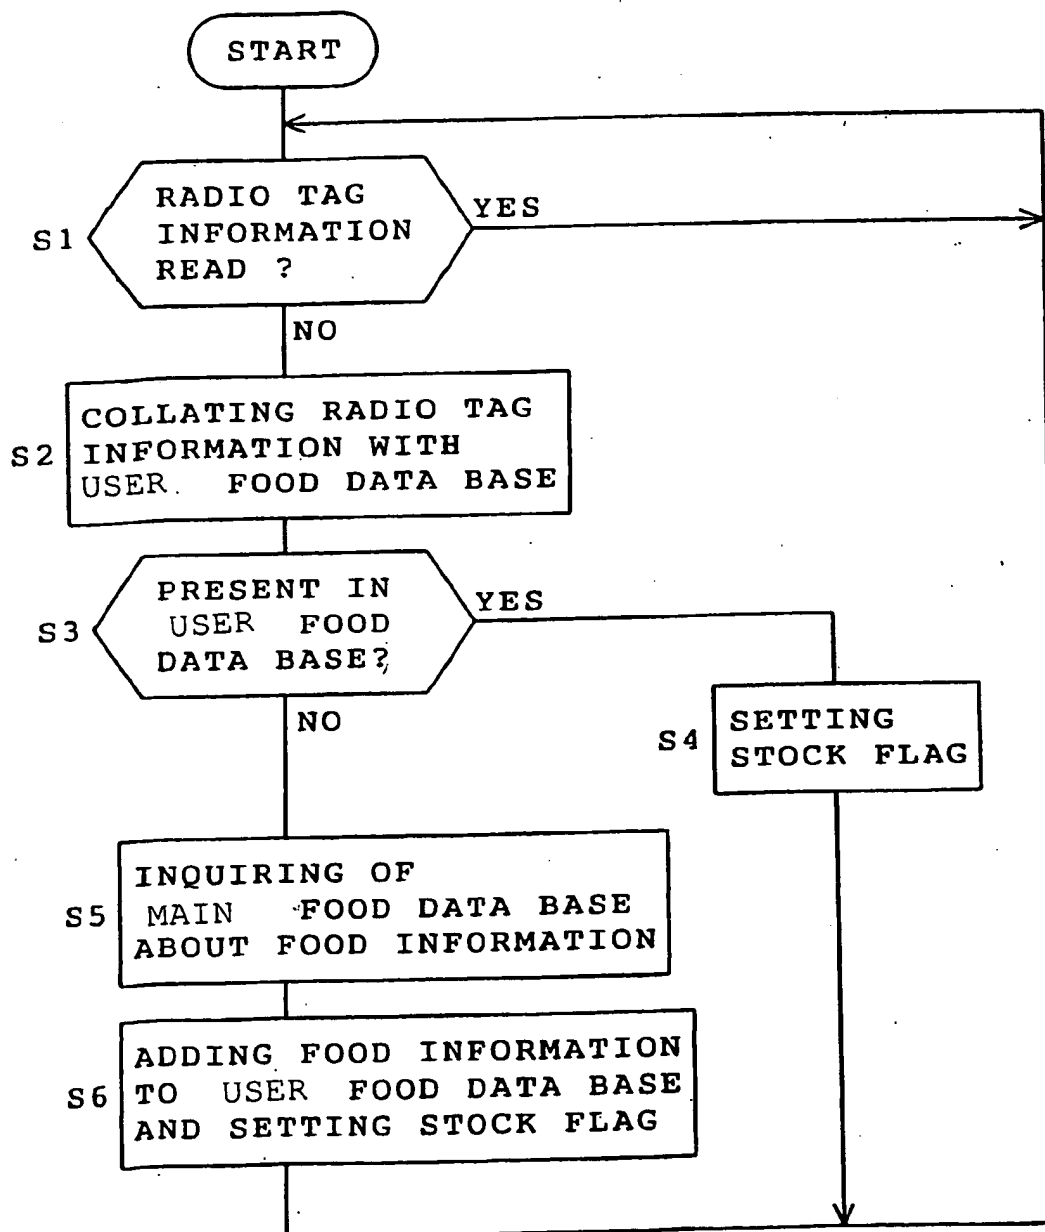 START
S1
RADIO TAG
INFORMATION
READ ?
YES
NO
S2
COLLATING RADIO TAG
INFORMATION WITH
USER. FOOD DATA BASE
S3
PRESENT IN
USER FOOD
DATA BASE?
YES
NO
S4
SETTING
STOCK FLAG
S5
INQUIRING OF
MAIN FOOD DATA BASE
ABOUT FOOD INFORMATION
S6
ADDING FOOD INFORMATION
TO USER FOOD DATA BASE
AND SETTING STOCK FLAG